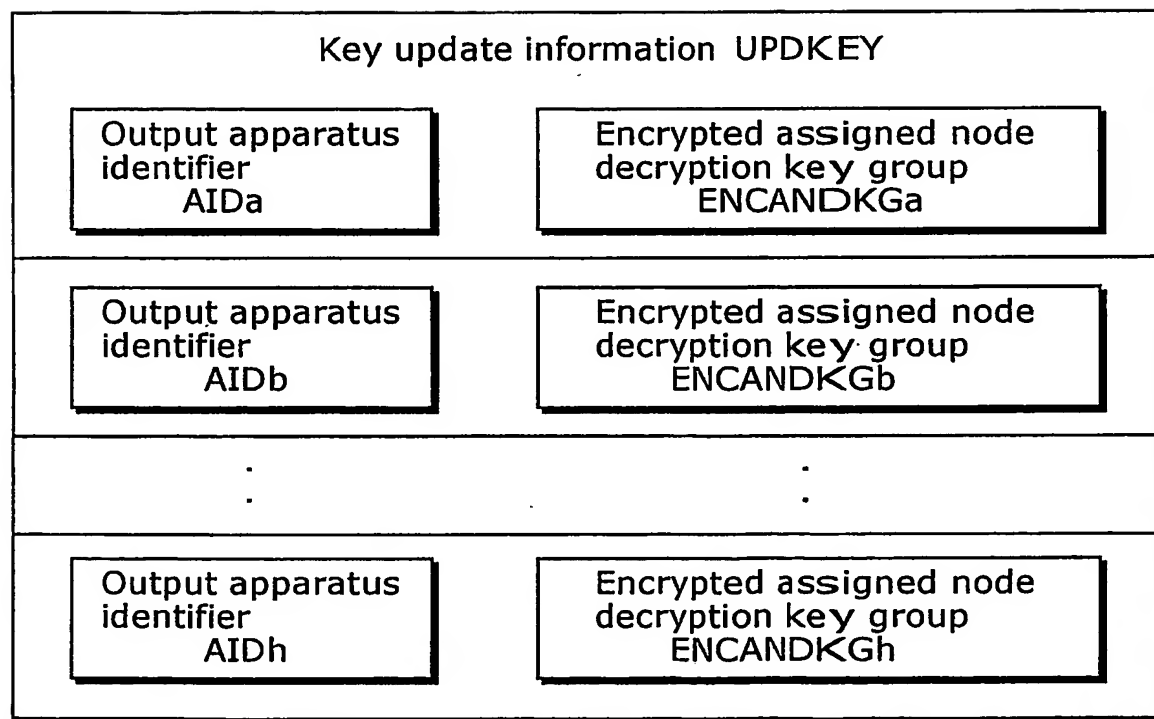 Key update information UPDKEY
Output apparatus
identifier
AIDa
Encrypted assigned node
decryption key group
ENCANDKGa
Output apparatus
identifier
AIDb
Encrypted assigned node
decryption key group
ENCANDKGb
Output apparatus
identifier
AIDh
Encrypted assigned node
decryption key group
ENCANDKGh